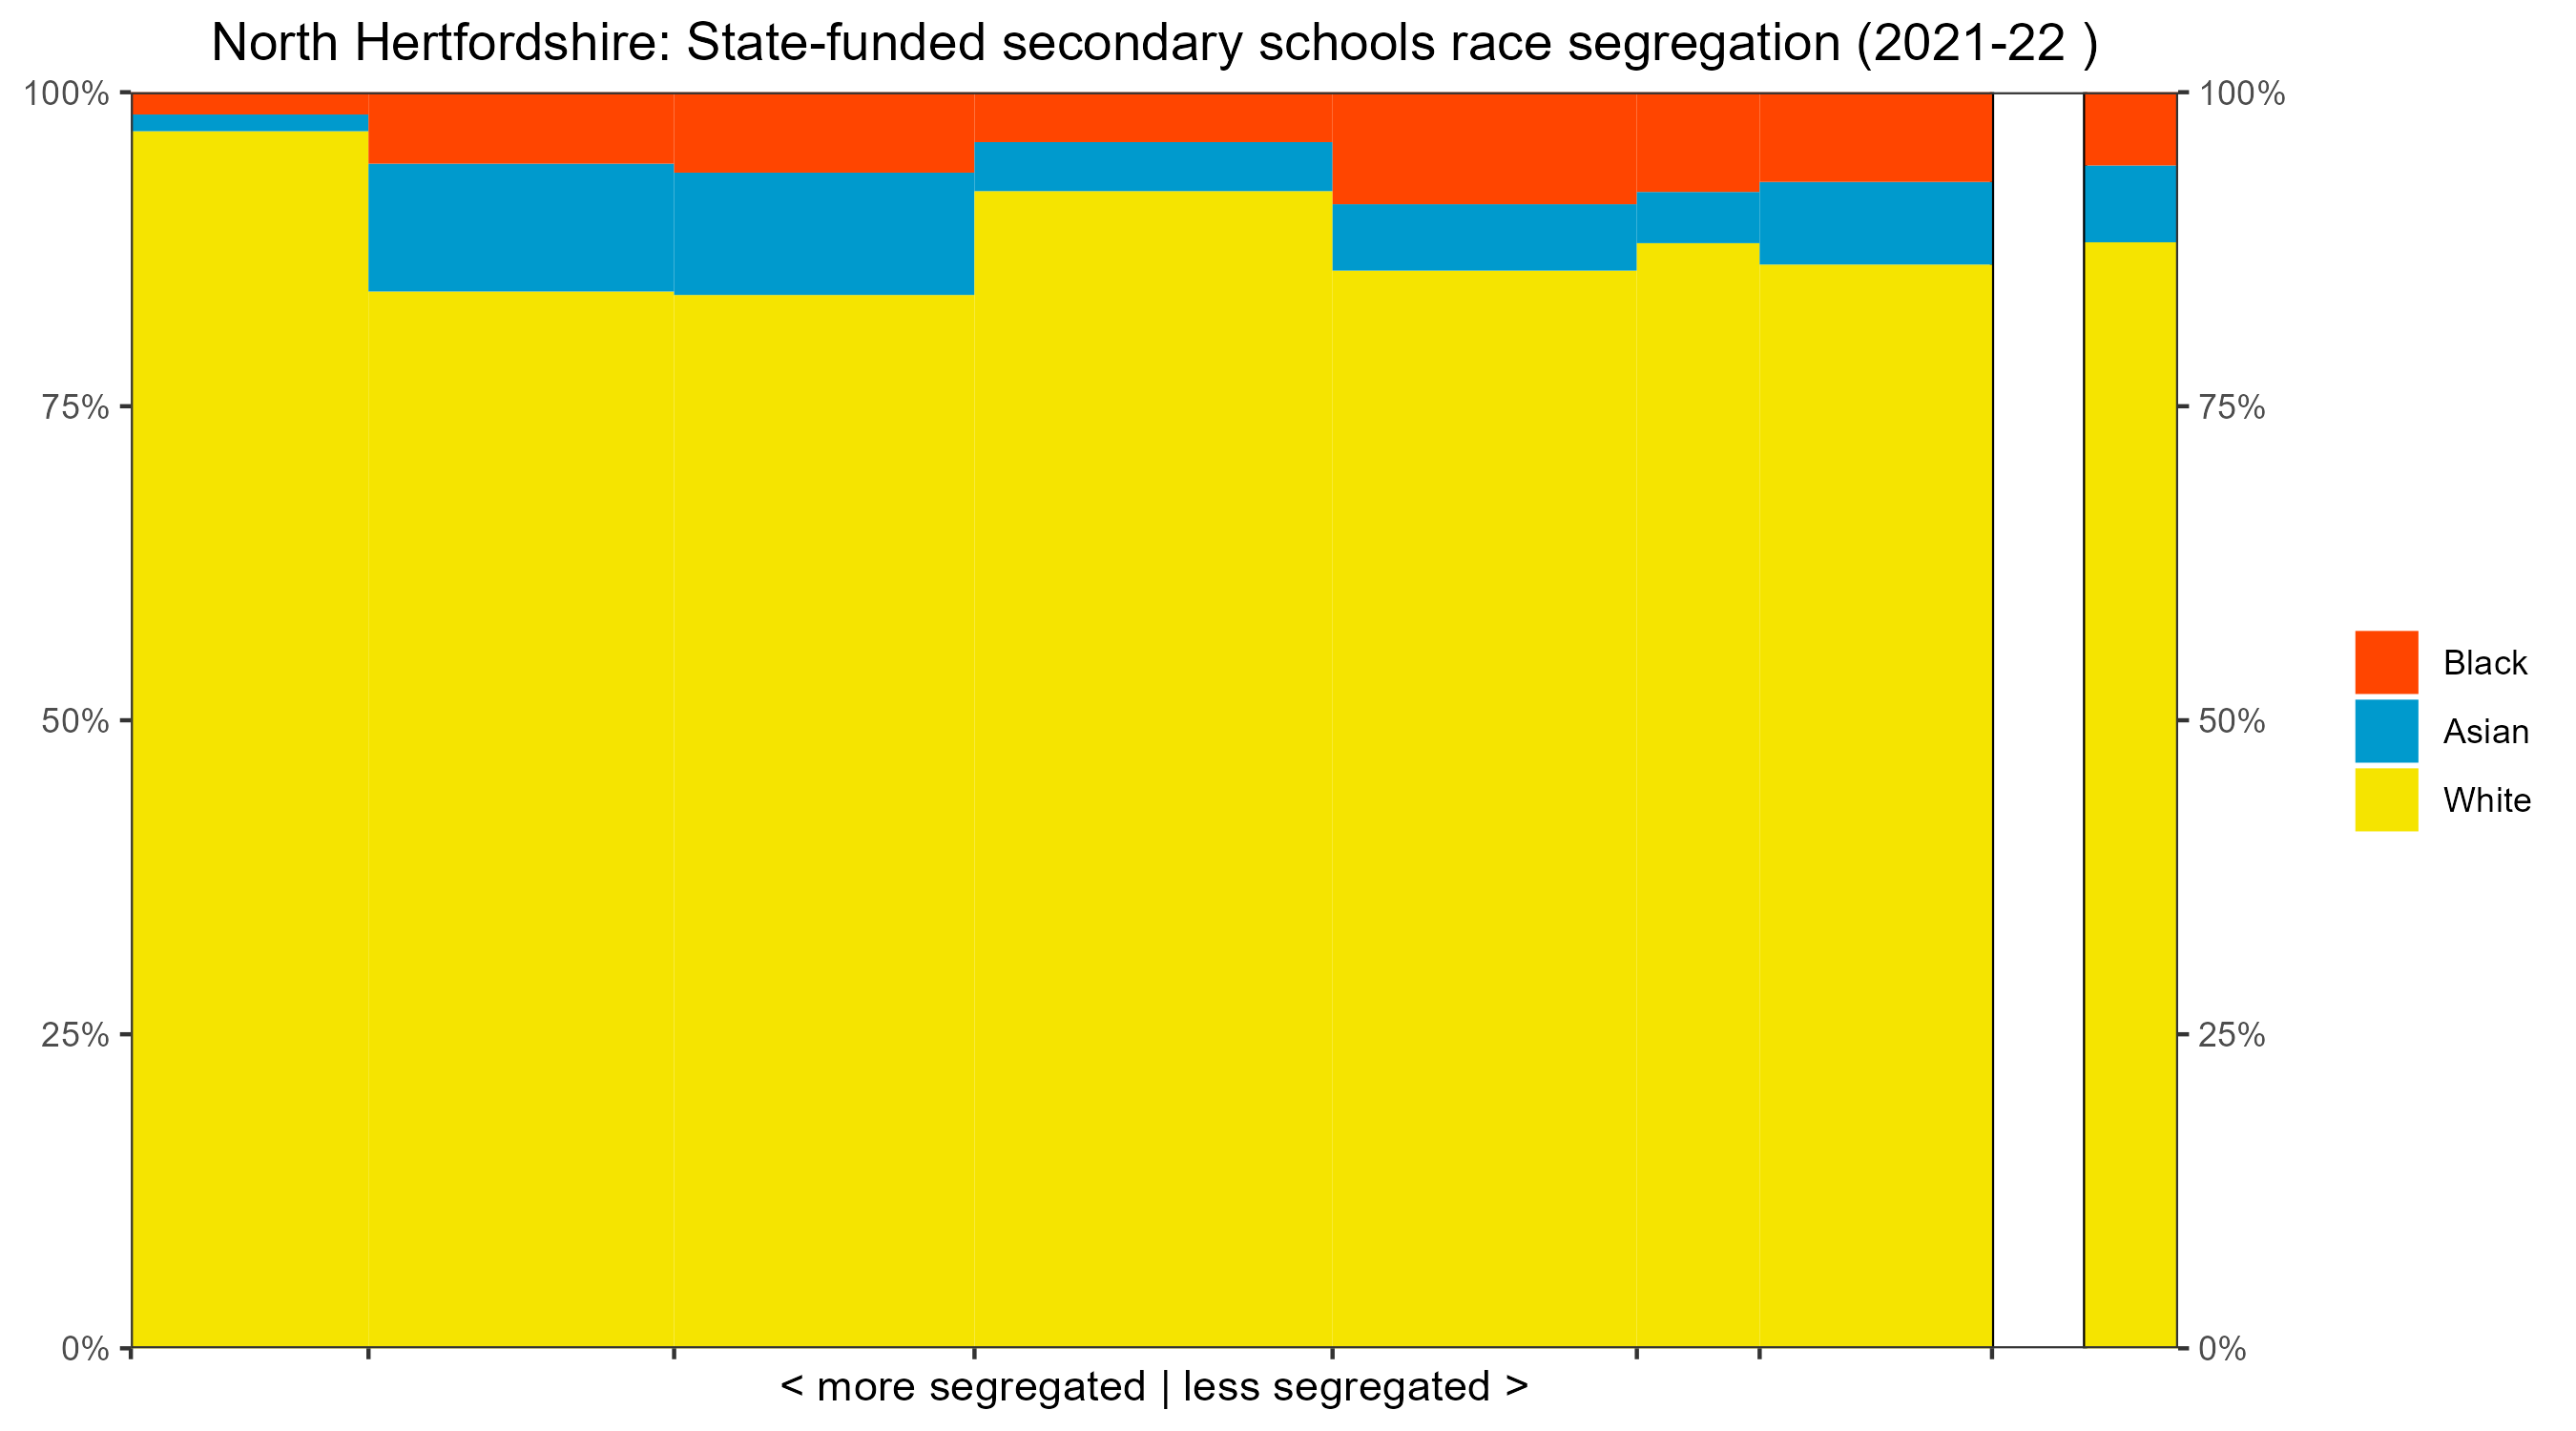 North Hertfordshire: State-funded secondary schools race segregation (2021-22 )
100%
75%
50%
25%
0%
100%
75%
50%
25%
0%
Black
Asian
White
< more segregated | less segregated >